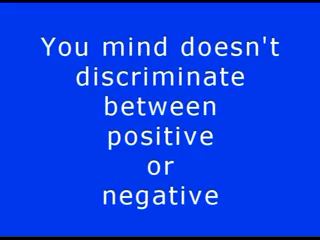 You mind doesn't
discriminate
between
positive
or
negative